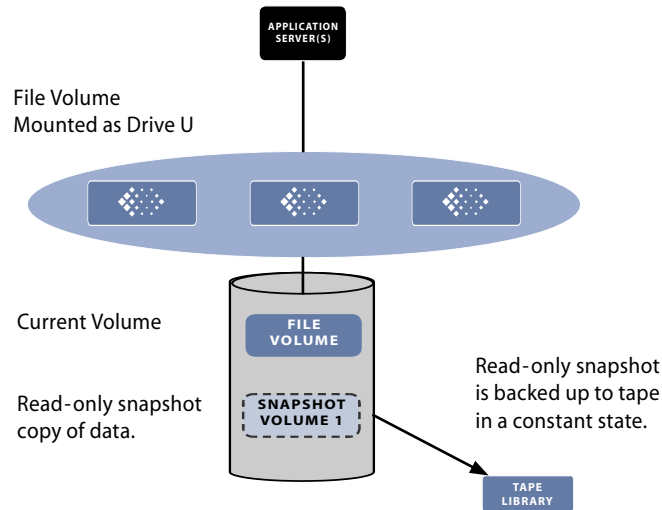 APPLICATION
SERVER(S)
File Volume
Mounted as Drive U
Current Volume
FILE
VOLUME
Read-only snapshot
copy of data.
SNAPSHOT
VOLUME 1
Read-only snapshot
is backed up to tape
in a constant state.
TAPE
LIBRARY